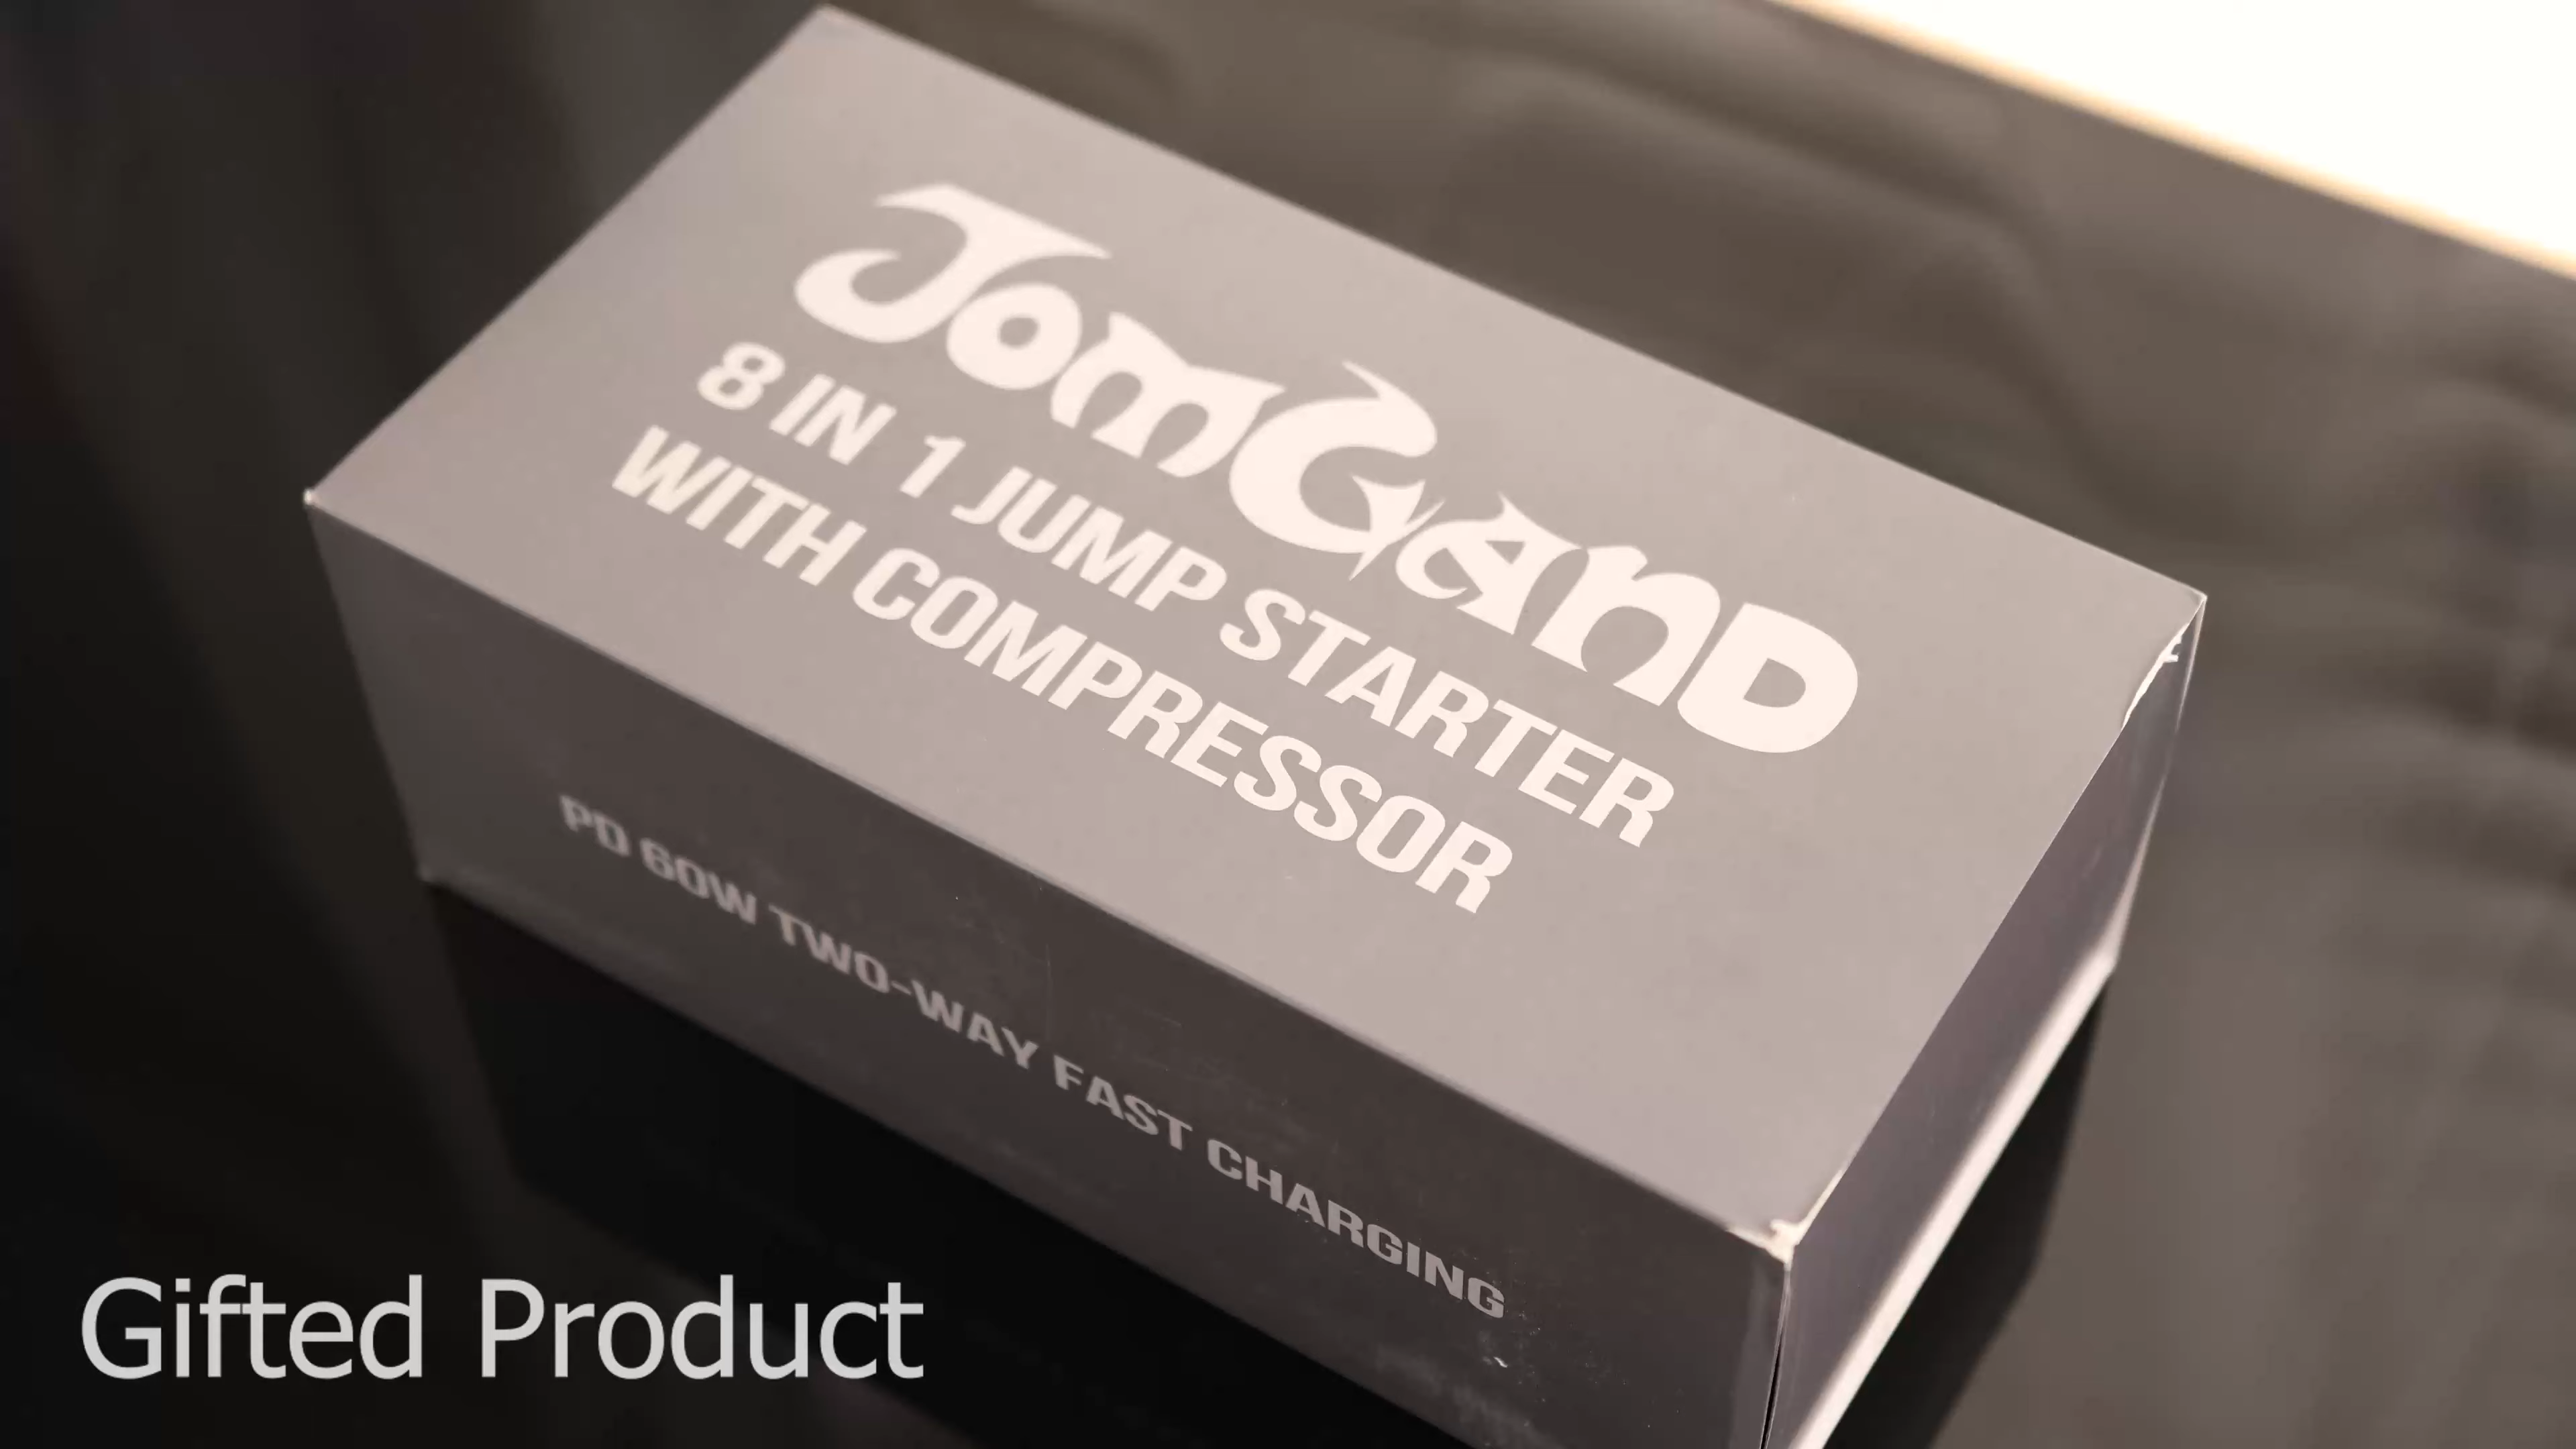 JomGanD
8 IN 1 JUMP STARTER
WITH COMPRESSOR
PD 60W TWO-WAY FAST CHARGING
Gifted Product